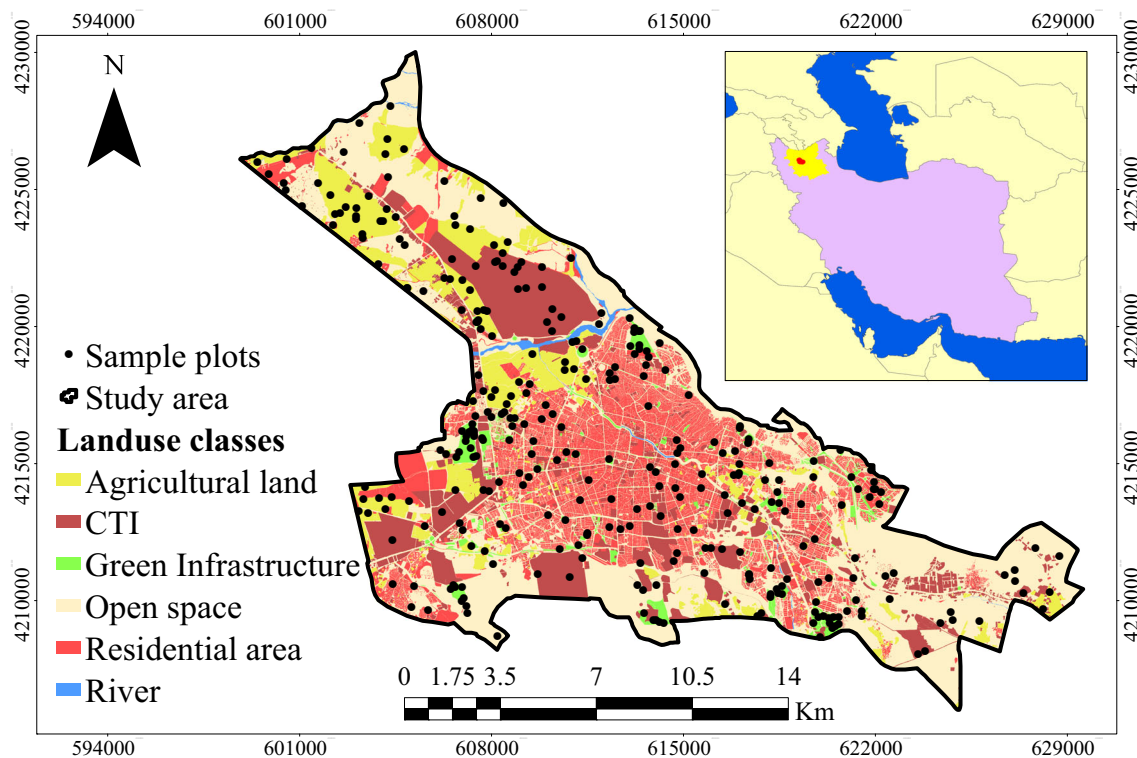 594000 601000 608000 615000 622000 629000
4230000 4230000
N
4225000 4225000
4220000 4220000
Sample plots
Study area
Landuse classes
4215000 4215000
Agricultural land
CTI
Green Infrastructure
Open space
4210000 4210000
Residential area
River
0 1.75 3.5 7 10.5 14
Km
594000 601000 608000 615000 622000 629000